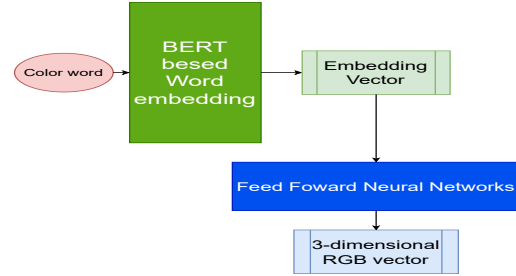 Color word
BERT
besed
Word
embedding
Embedding
Vector
Feed Foward Neural Networks
3-dimensional
RGB vector